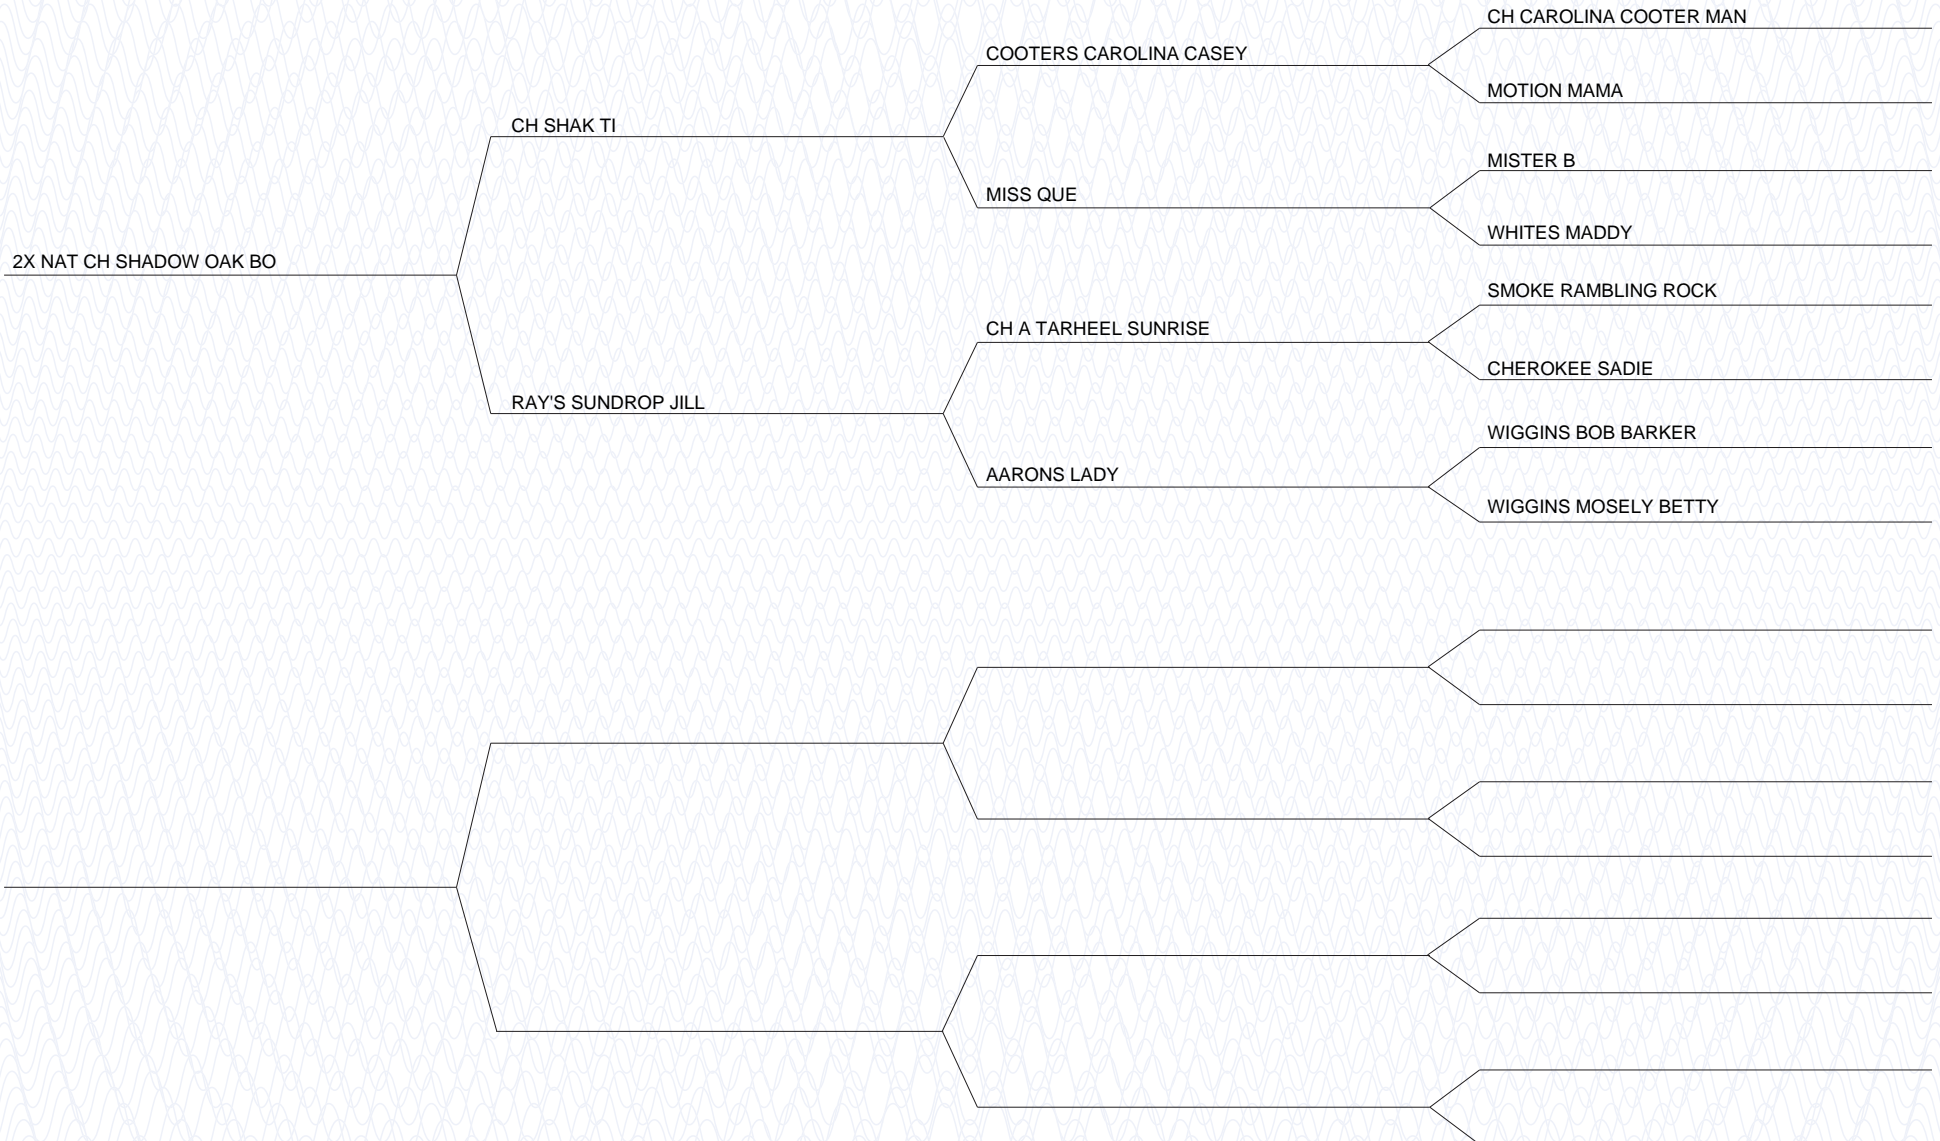 CH CAROLINA COOTER MAN
COOTERS CAROLINA CASEY
MOTION MAMA
CH SHAK TI
MISTER B
MISS QUE
WHITES MADDY
2X NAT CH SHADOW OAK BO
SMOKE RAMBLING ROCK
CH A TARHEEL SUNRISE
CHEROKEE SADIE
RAY'S SUNDROP JILL
WIGGINS BOB BARKER
AARONS LADY
WIGGINS MOSELY BETTY